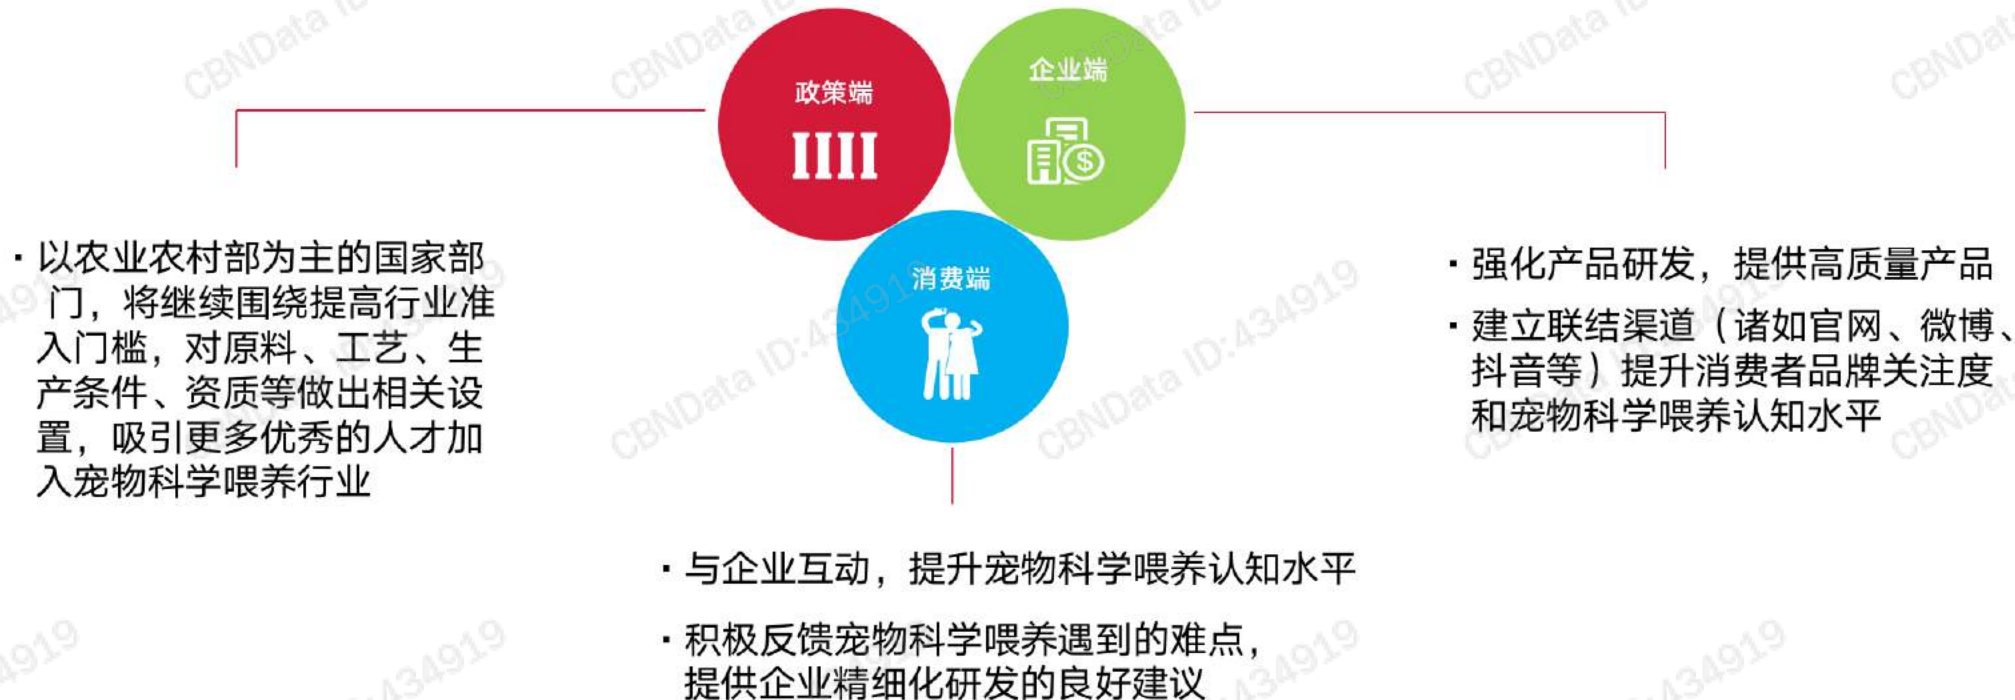 政策端
企业端
消费端
· 以农业农村部为主的国家部
门，将继续围绕提高行业准
入门槛，对原料、工艺、生
产条件、资质等做出相关设
置，吸引更多优秀的人才加
入宠物科学喂养行业
· 强化产品研发，提供高质量产品
· 建立联结渠道（诸如官网、微博、
抖音等）提升消费者品牌关注度
和宠物科学喂养认知水平
· 与企业互动，提升宠物科学喂养认知水平
· 积极反馈宠物科学喂养遇到的难点，
提供企业精细化研发的良好建议
CBNData ID:434919